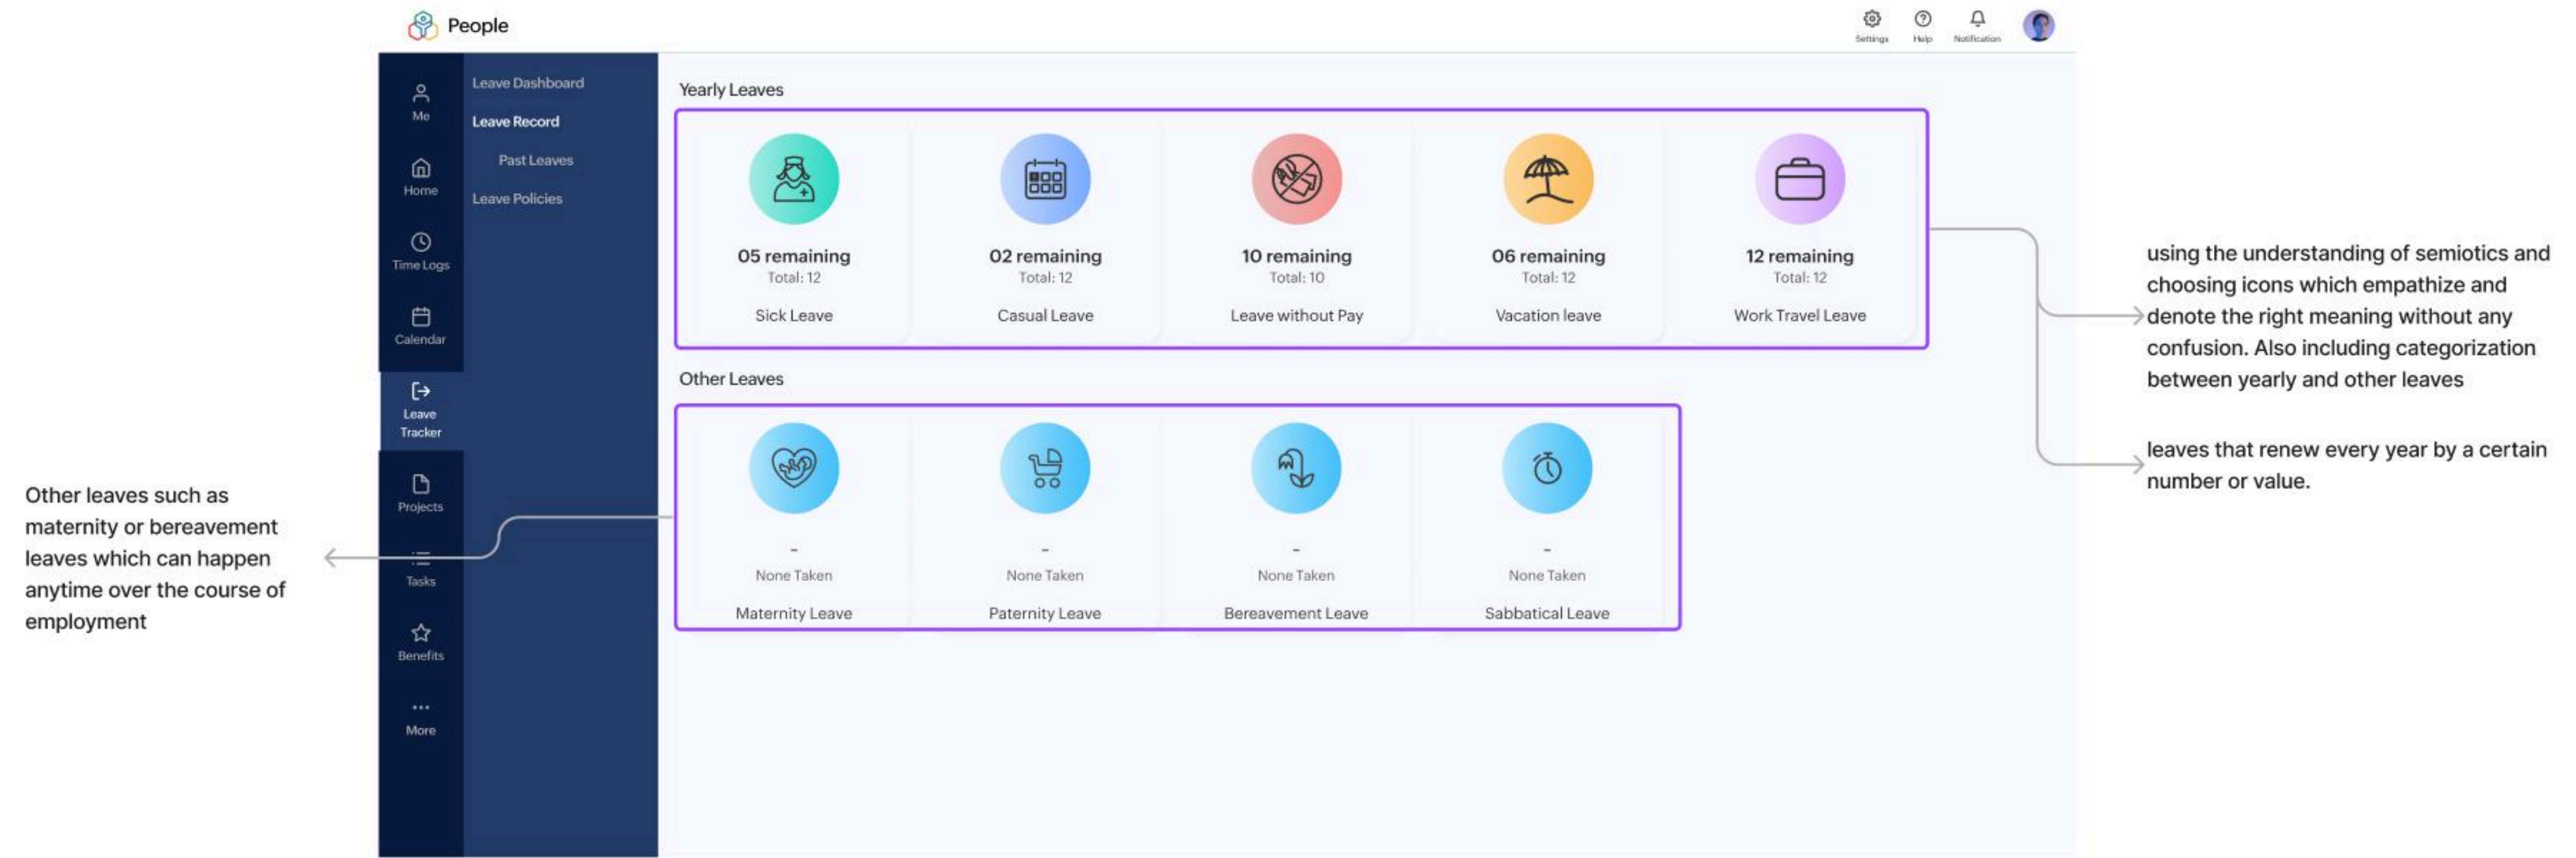 People
Settings
Help
Notification
Me
Home
Time Logs
Calendar
Leave
Tracker
Projects
Tasks
Benefits
More
Leave Dashboard
Leave Record
Past Leaves
Leave Policies
Yearly Leaves
05 remaining
Total: 12
Sick Leave
02 remaining
Total: 12
Casual Leave
10 remaining
Total: 10
Leave without Pay
06 remaining
Total: 12
Vacation leave
12 remaining
Total: 12
Work Travel Leave
Other Leaves
-
None Taken
Maternity Leave
-
None Taken
Paternity Leave
-
None Taken
Bereavement Leave
-
None Taken
Sabbatical Leave
using the understanding of semiotics and
choosing icons which empathize and
denote the right meaning without any
confusion. Also including categorization
between yearly and other leaves
leaves that renew every year by a certain
number or value.
Other leaves such as
maternity or bereavement
leaves which can happen
anytime over the course of
employment